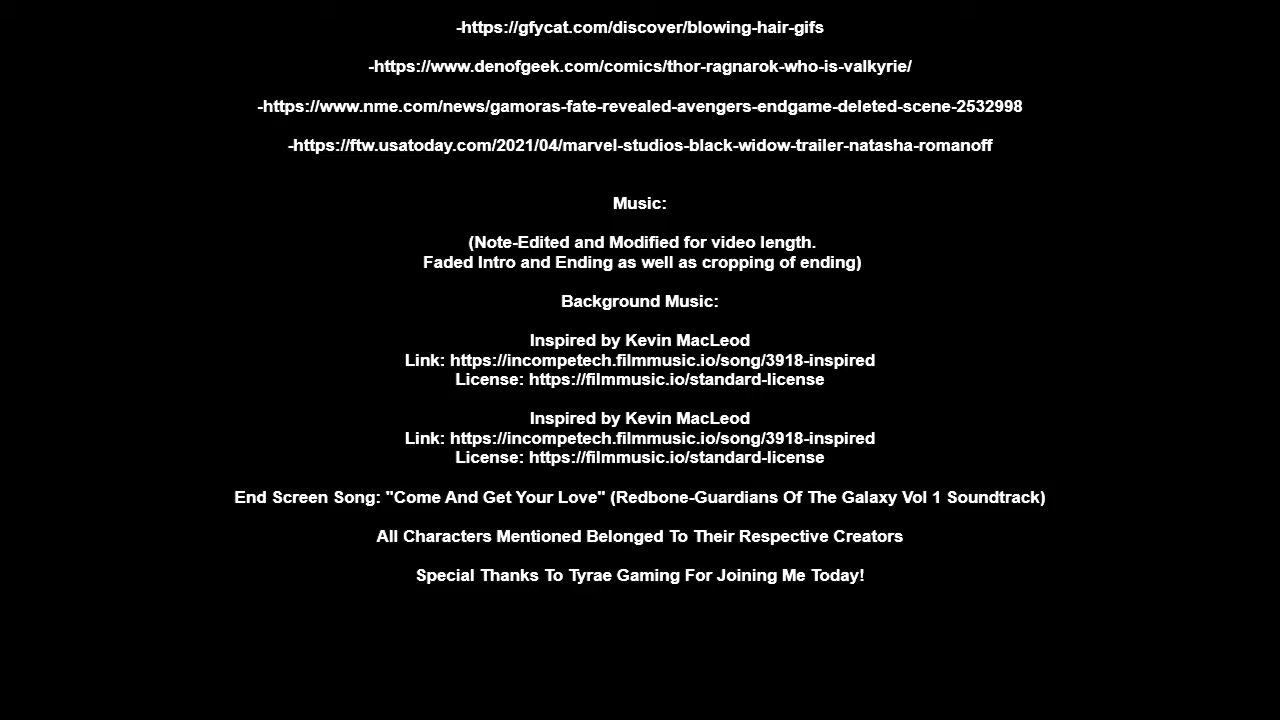 -https://gfycat.com/discover/blowing-hair-gifs
-https://www.denofgeek.com/comics/thor-ragnarok-who-is-valkyrie/
-https://www.nme.com/news/gamoras-fate-revealed-avengers-endgame-deleted-scene-2532998
-https://ftw.usatoday.com/2021/04/marvel-studios-black-widow-trailer-natasha-romanoff
Music:
(Note-Edited and Modified for video length.
Faded Intro and Ending as well as cropping of ending)
Background Music:
Inspired by Kevin MacLeod
Link: https://incompetech.filmmusic.io/song/3918-inspired
License: https://filmmusic.io/standard-license
Inspired by Kevin MacLeod
Link: https://incompetech.filmmusic.io/song/3918-inspired
License: https://filmmusic.io/standard-license
End Screen Song: "Come And Get Your Love" (Redbone-Guardians Of The Galaxy Vol 1 Soundtrack)
All Characters Mentioned Belonged To Their Respective Creators
Special Thanks To Tyrae Gaming For Joining Me Today!